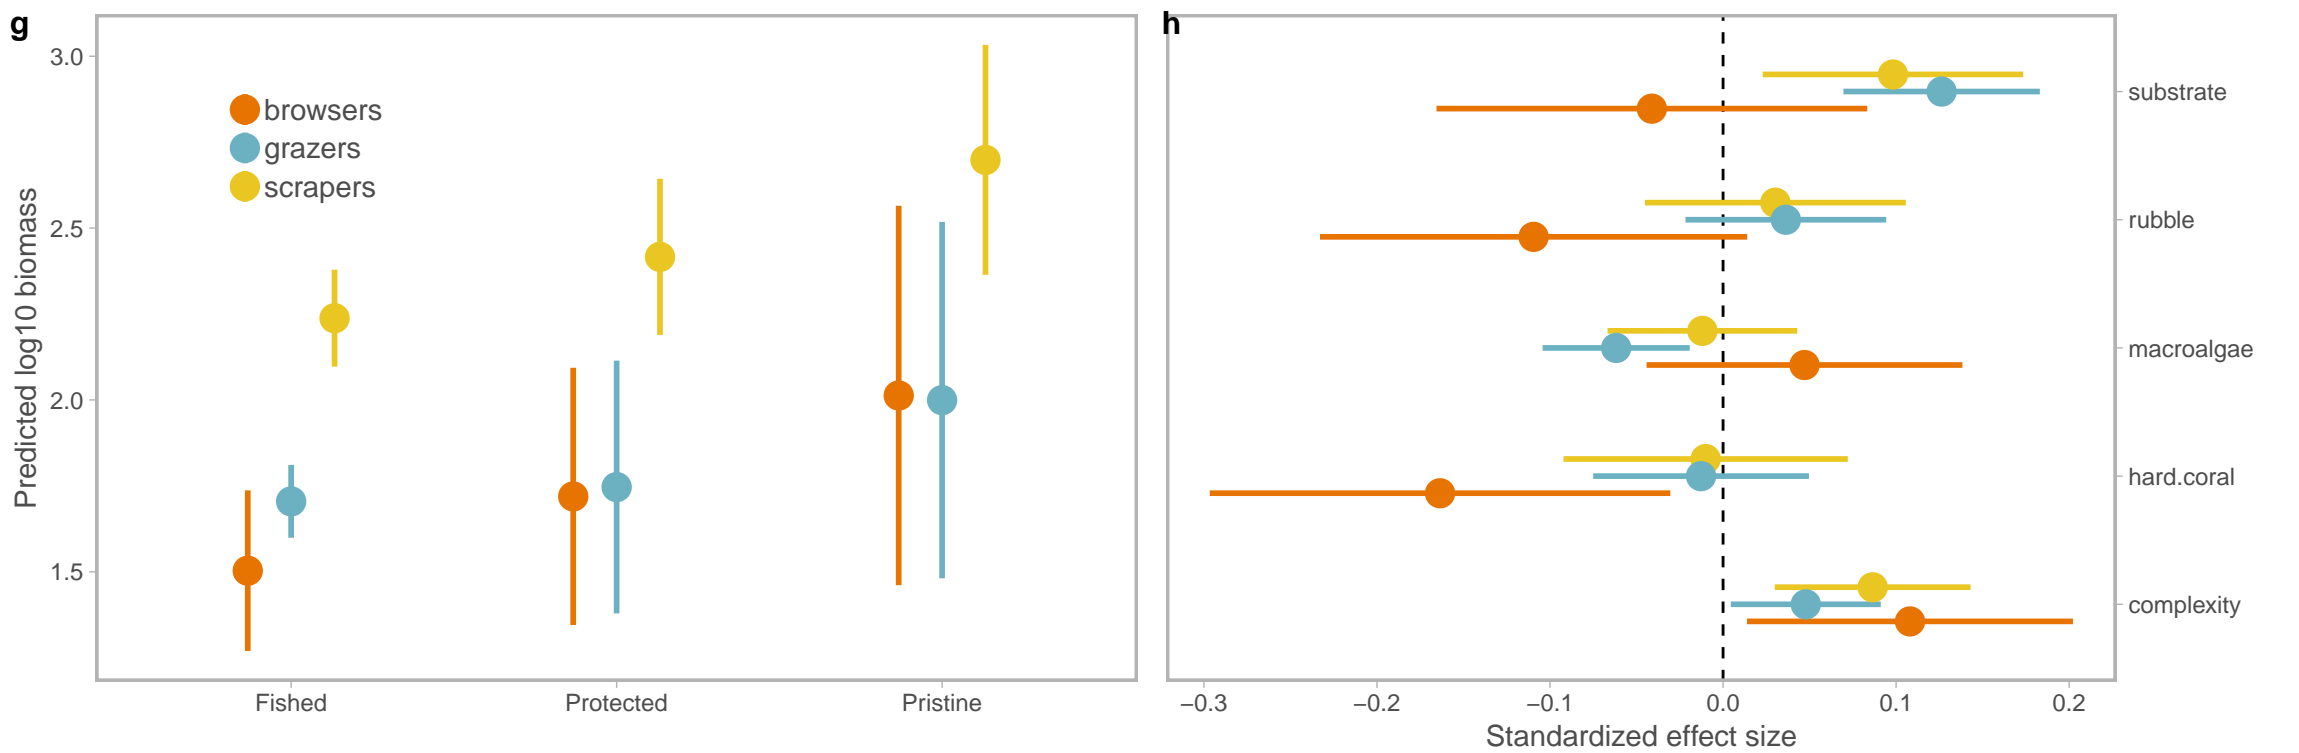 g
3.0
2.5
2.0
1.5
Predicted log10 biomass
browsers
grazers
scrapers
Fished
Protected
Pristine
h
substrate
rubble
macroalgae
hard.coral
complexity
−0.3
−0.2
−0.1
0.0
0.1
0.2
Standardized effect size